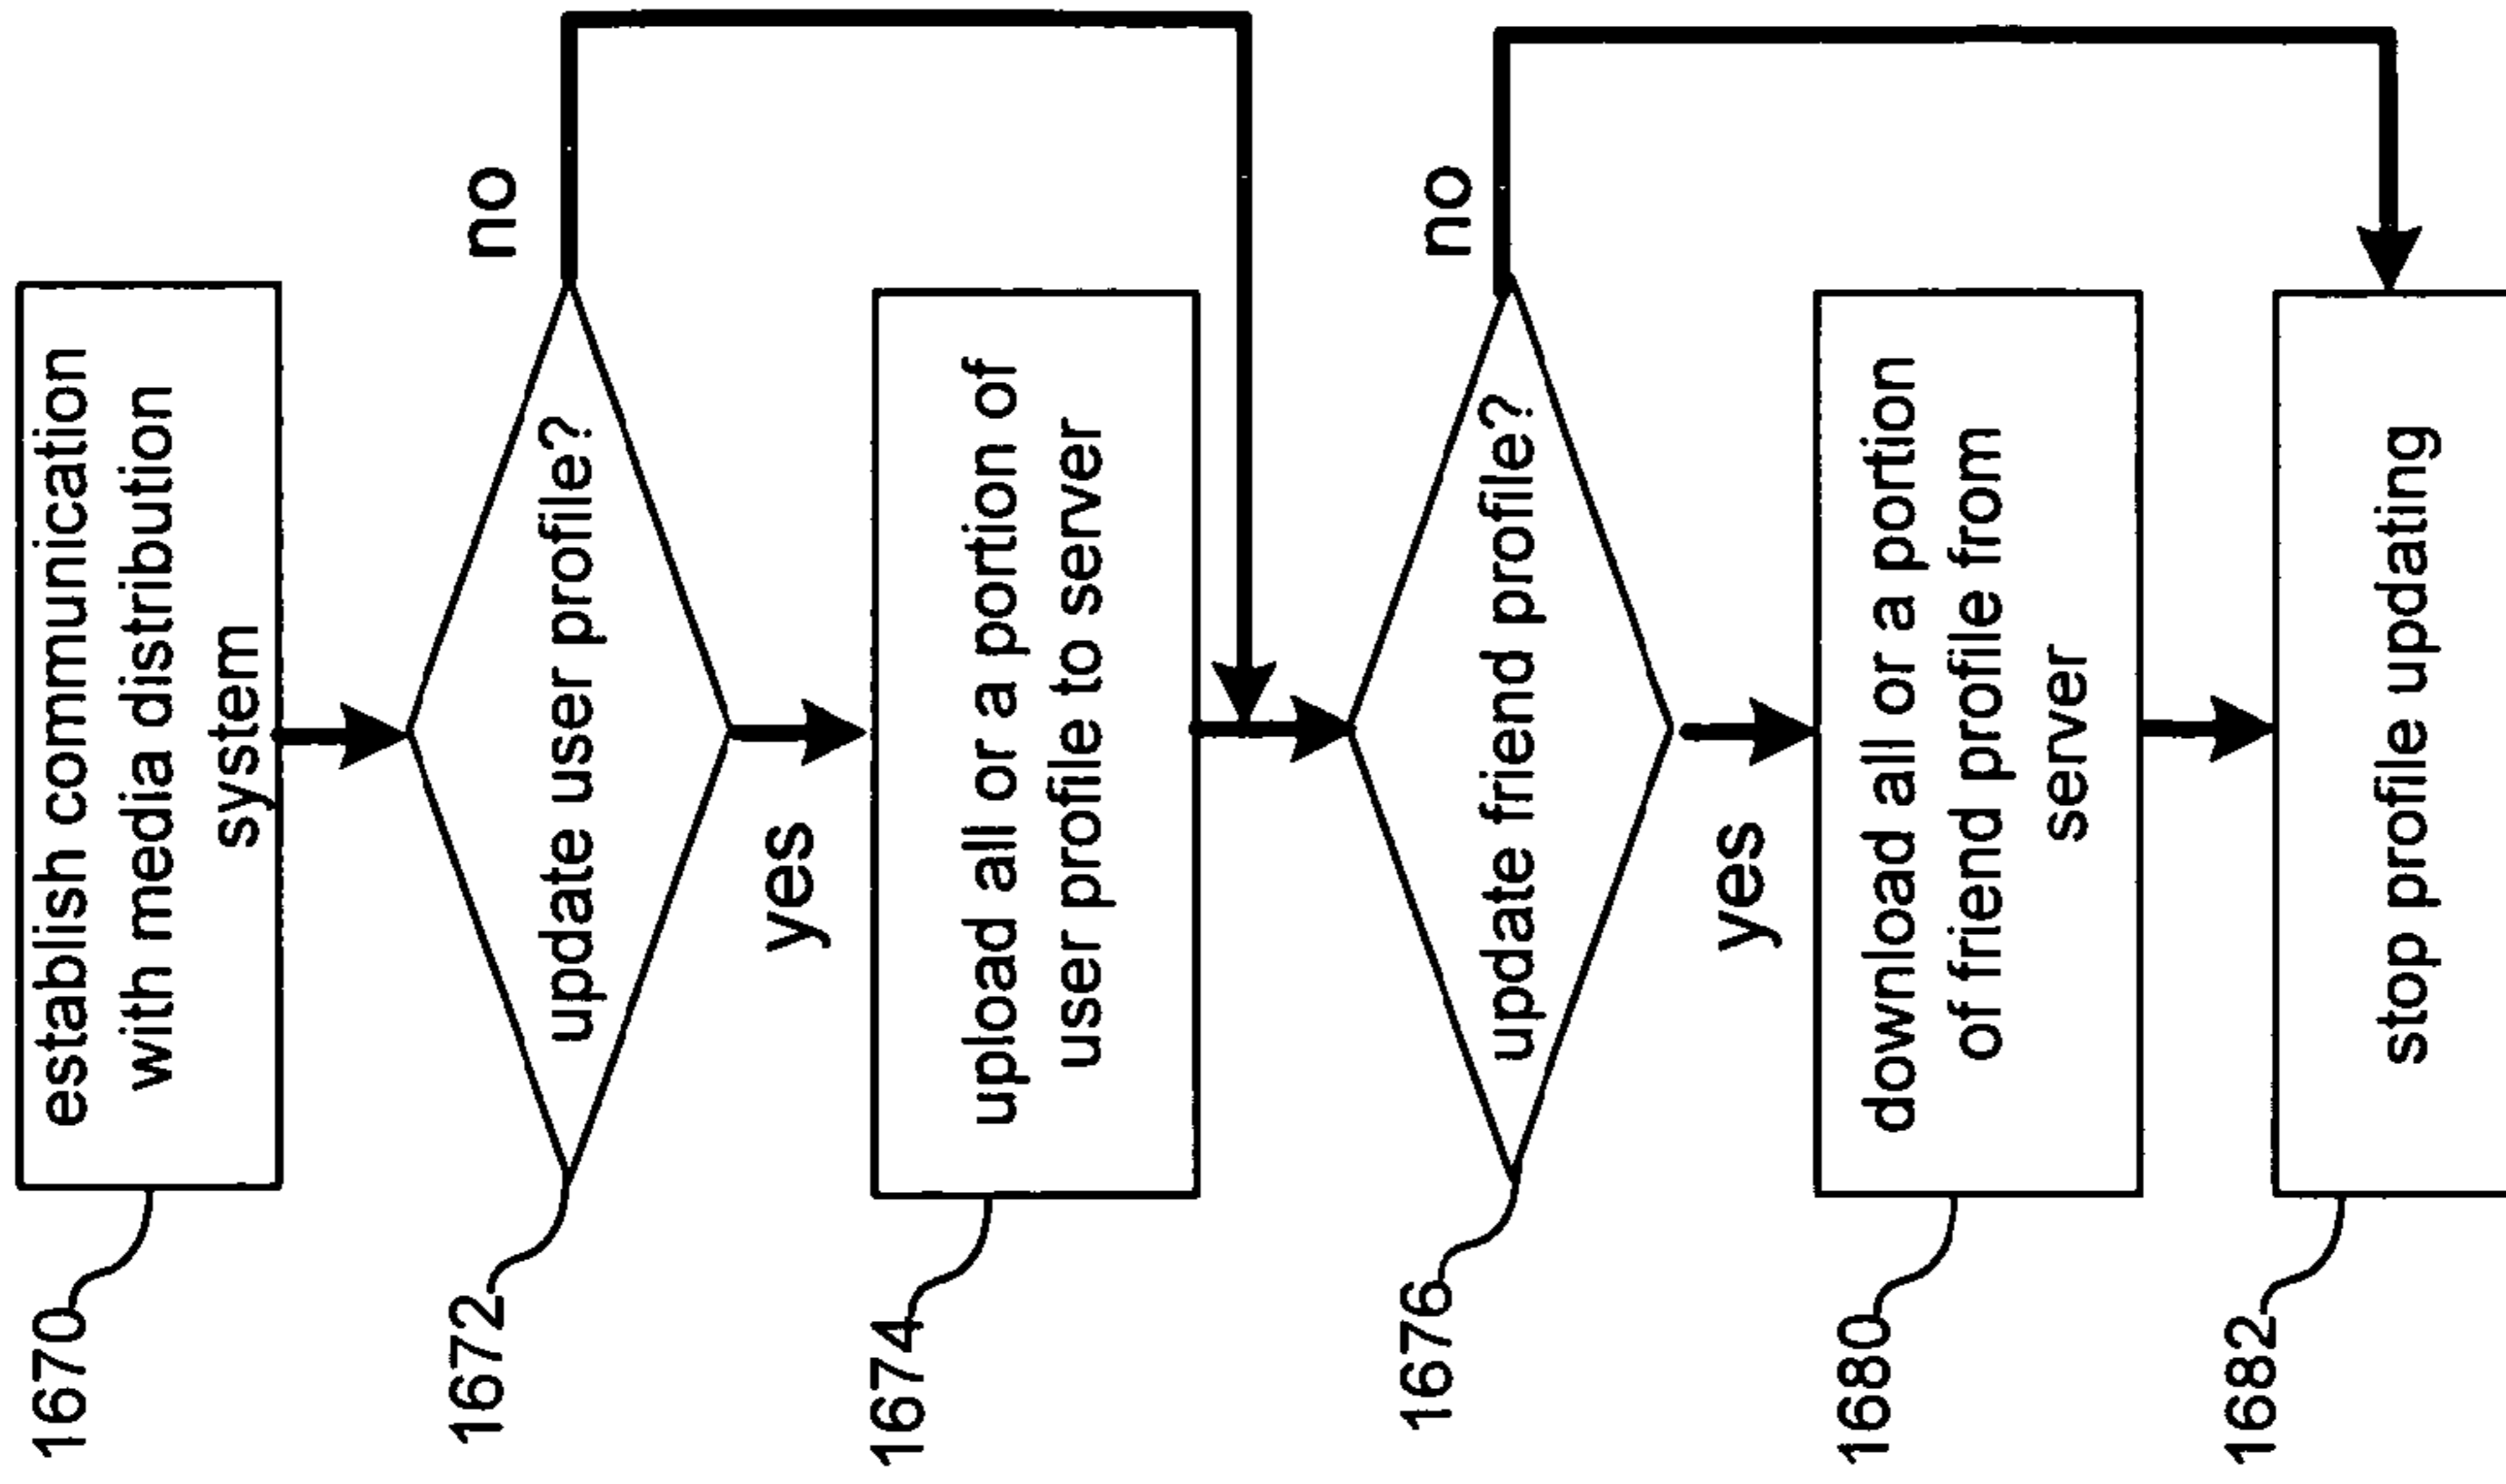 1670
establish communication
with media distribution
system
1672
update user profile?
no
yes
1674
upload all or a portion of
user profile to server
1676
update friend profile?
no
yes
1680
download all or a portion
of friend profile from
server
1682
stop profile updating